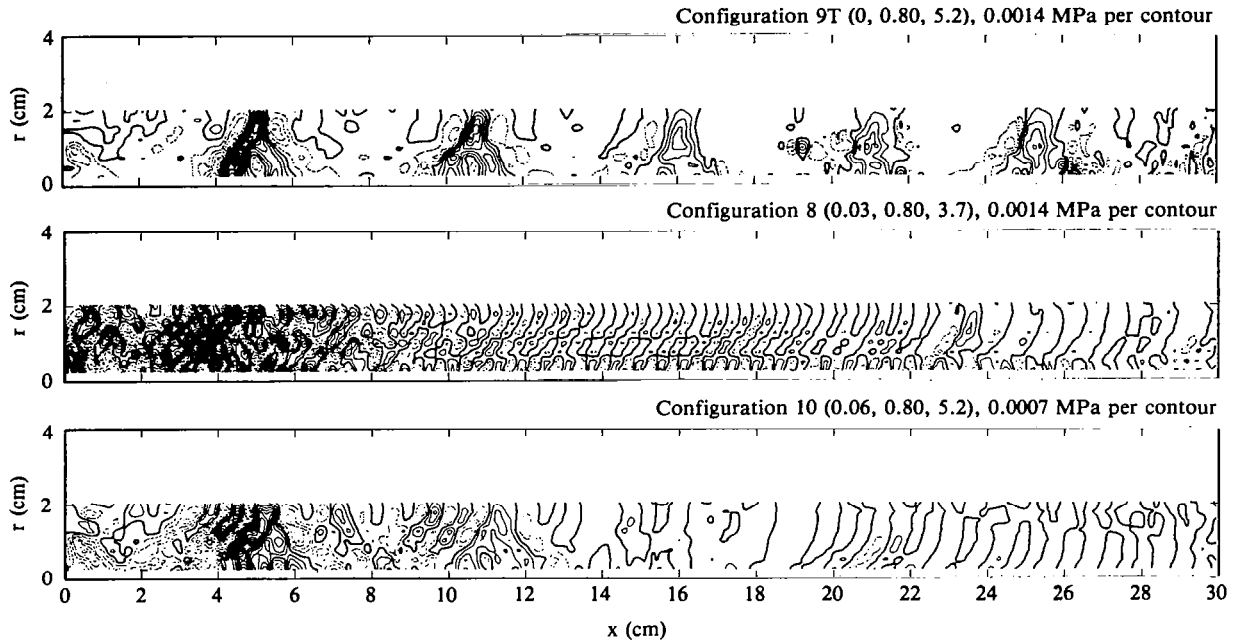 Configuration 9T (0, 0.80, 5.2), 0.0014 MPa per contour
4
2
0
r (cm)
Configuration 8 (0.03, 0.80, 3.7), 0.0014 MPa per contour
4
2
0
r (cm)
Configuration 10 (0.06, 0.80, 5.2), 0.0007 MPa per contour
4
2
0
r (cm)
0 2 4 6 8 10 12 14 16 18 20 22 24 26 28 30
x (cm)